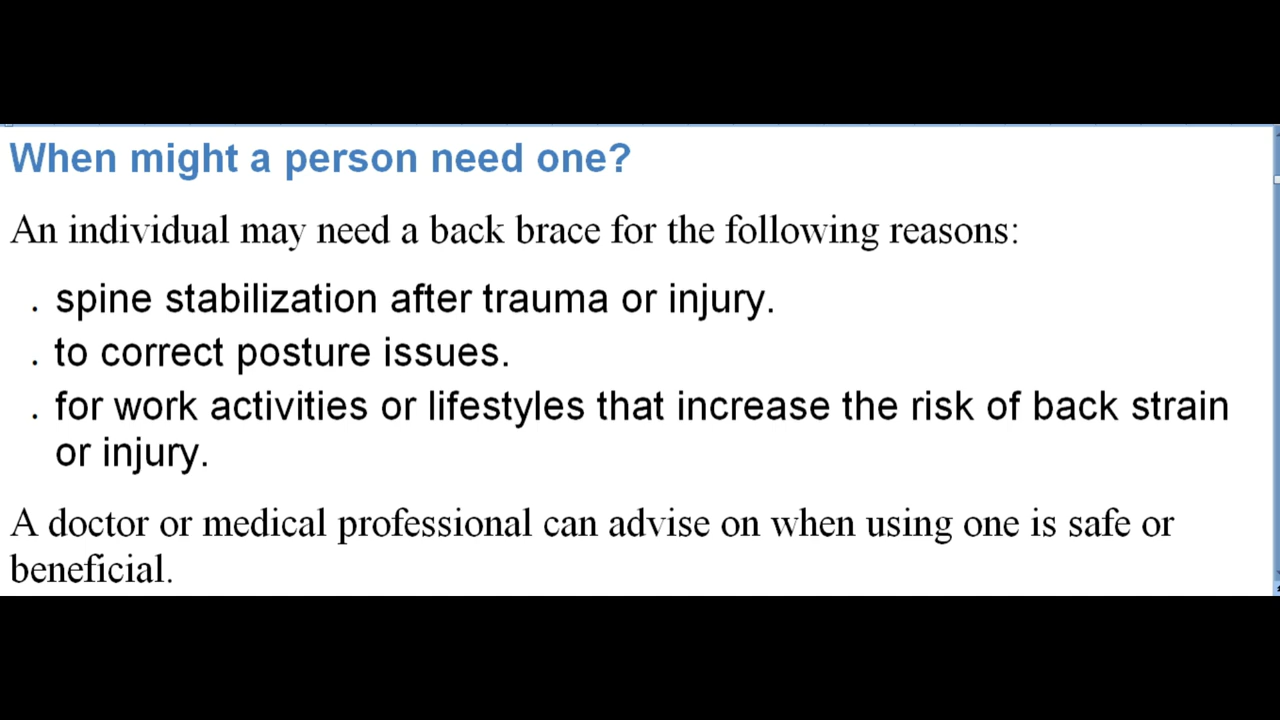 When might a person need one?
An individual may need a back brace for the following reasons:
. spine stabilization after trauma or injury.
. to correct posture issues.
. for work activities or lifestyles that increase the risk of back strain
or injury.
A doctor or medical professional can advise on when using one is safe or
beneficial.